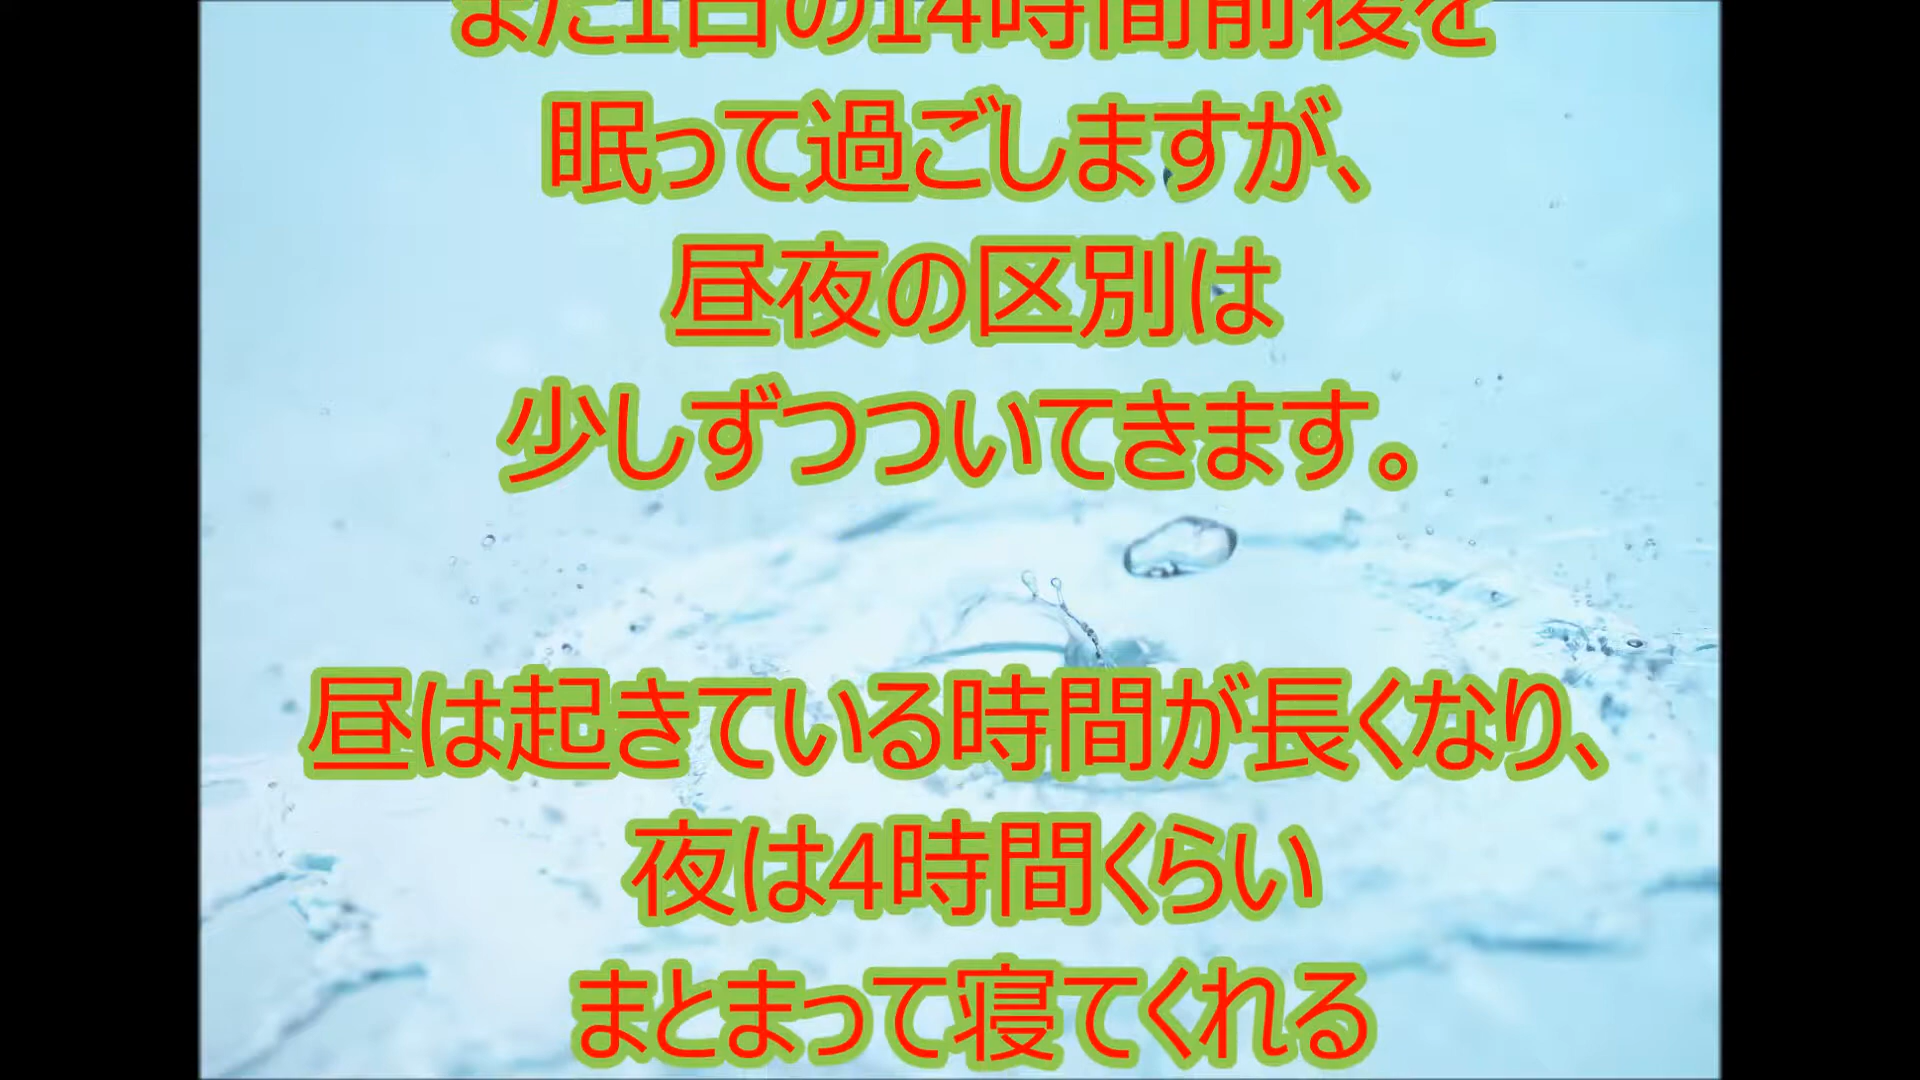 まだ1日の14時間前後を
眠って過ごしますが、
昼夜の区別は
少しずつついてきます。
昼は起きている時間が長くなり、
夜は4時間くらい
まとまって寝てくれる